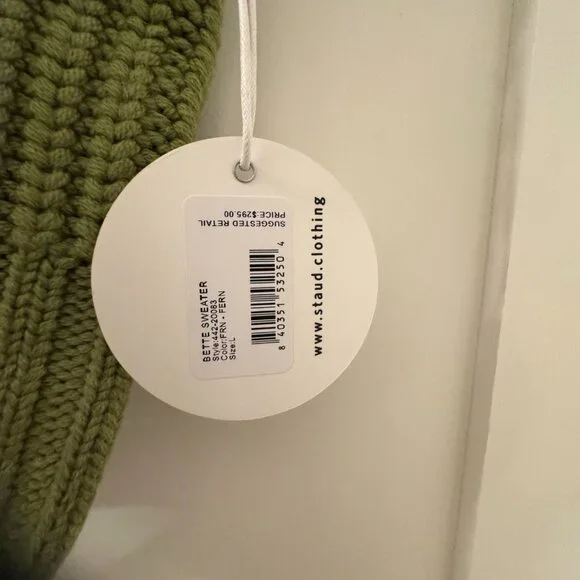 SUGGESTED RETAIL
PRICE $295.00
BETTE SWEATER
Style:442-20083
Color:FRN - FERN
Size:L
8 40351 53250 4
www.staud.clothing